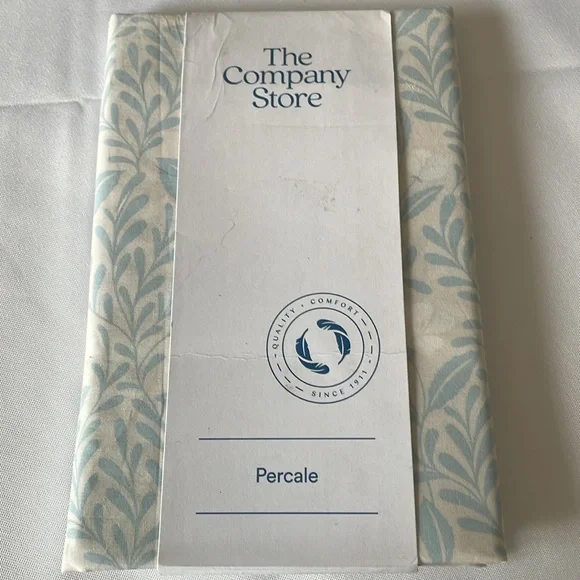 The
Company
Store
QUALITY • COMFORT
SINCE 1911
Percale